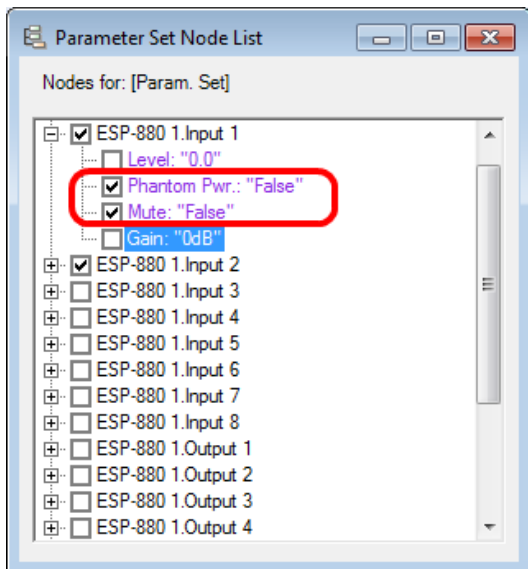 Parameter Set Node List
Nodes for: [Param. Set]
ESP-880 1.Input 1
Level: "0.0"
Phantom Pwr.: "False"
Mute: "False"
Gain: "0dB"
ESP-880 1.Input 2
ESP-880 1.Input 3
ESP-880 1.Input 4
ESP-880 1.Input 5
ESP-880 1.Input 6
ESP-880 1.Input 7
ESP-880 1.Input 8
ESP-880 1.Output 1
ESP-880 1.Output 2
ESP-880 1.Output 3
ESP-880 1.Output 4